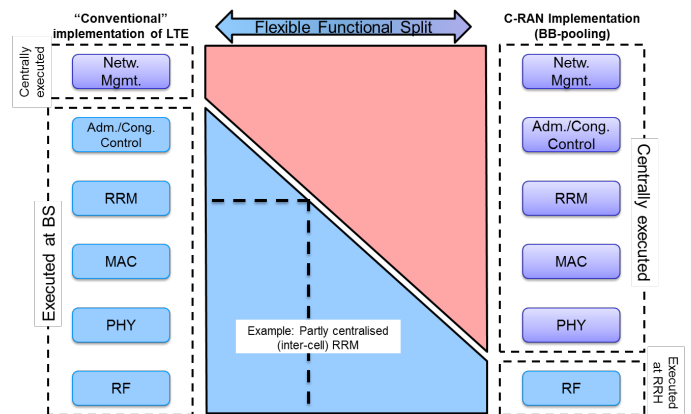 “Conventional”
implementation of LTE
Flexible Functional Split
C-RAN Implementation
(BB-pooling)
Centrally
executed
Netw.
Mgmt.
Adm./Cong.
Control
RRM
MAC
PHY
RF
Executed at BS
Example: Partly centralised
(inter-cell) RRM
Netw.
Mgmt.
Adm./Cong.
Control
RRM
MAC
PHY
Centrally executed
RF
Executed
at RRH